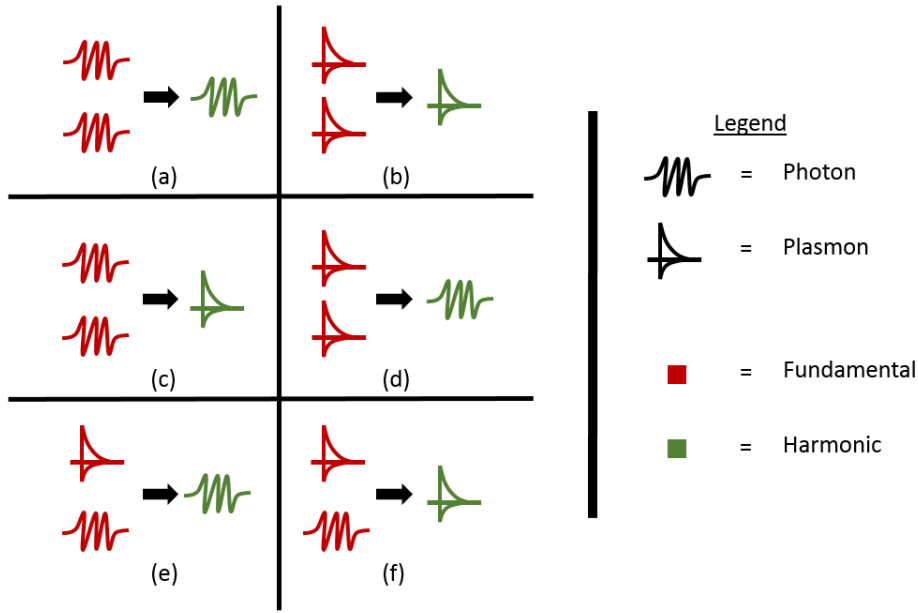 (a)
(b)
(c)
(d)
(e)
(f)
Legend
= Photon
= Plasmon
= Fundamental
= Harmonic